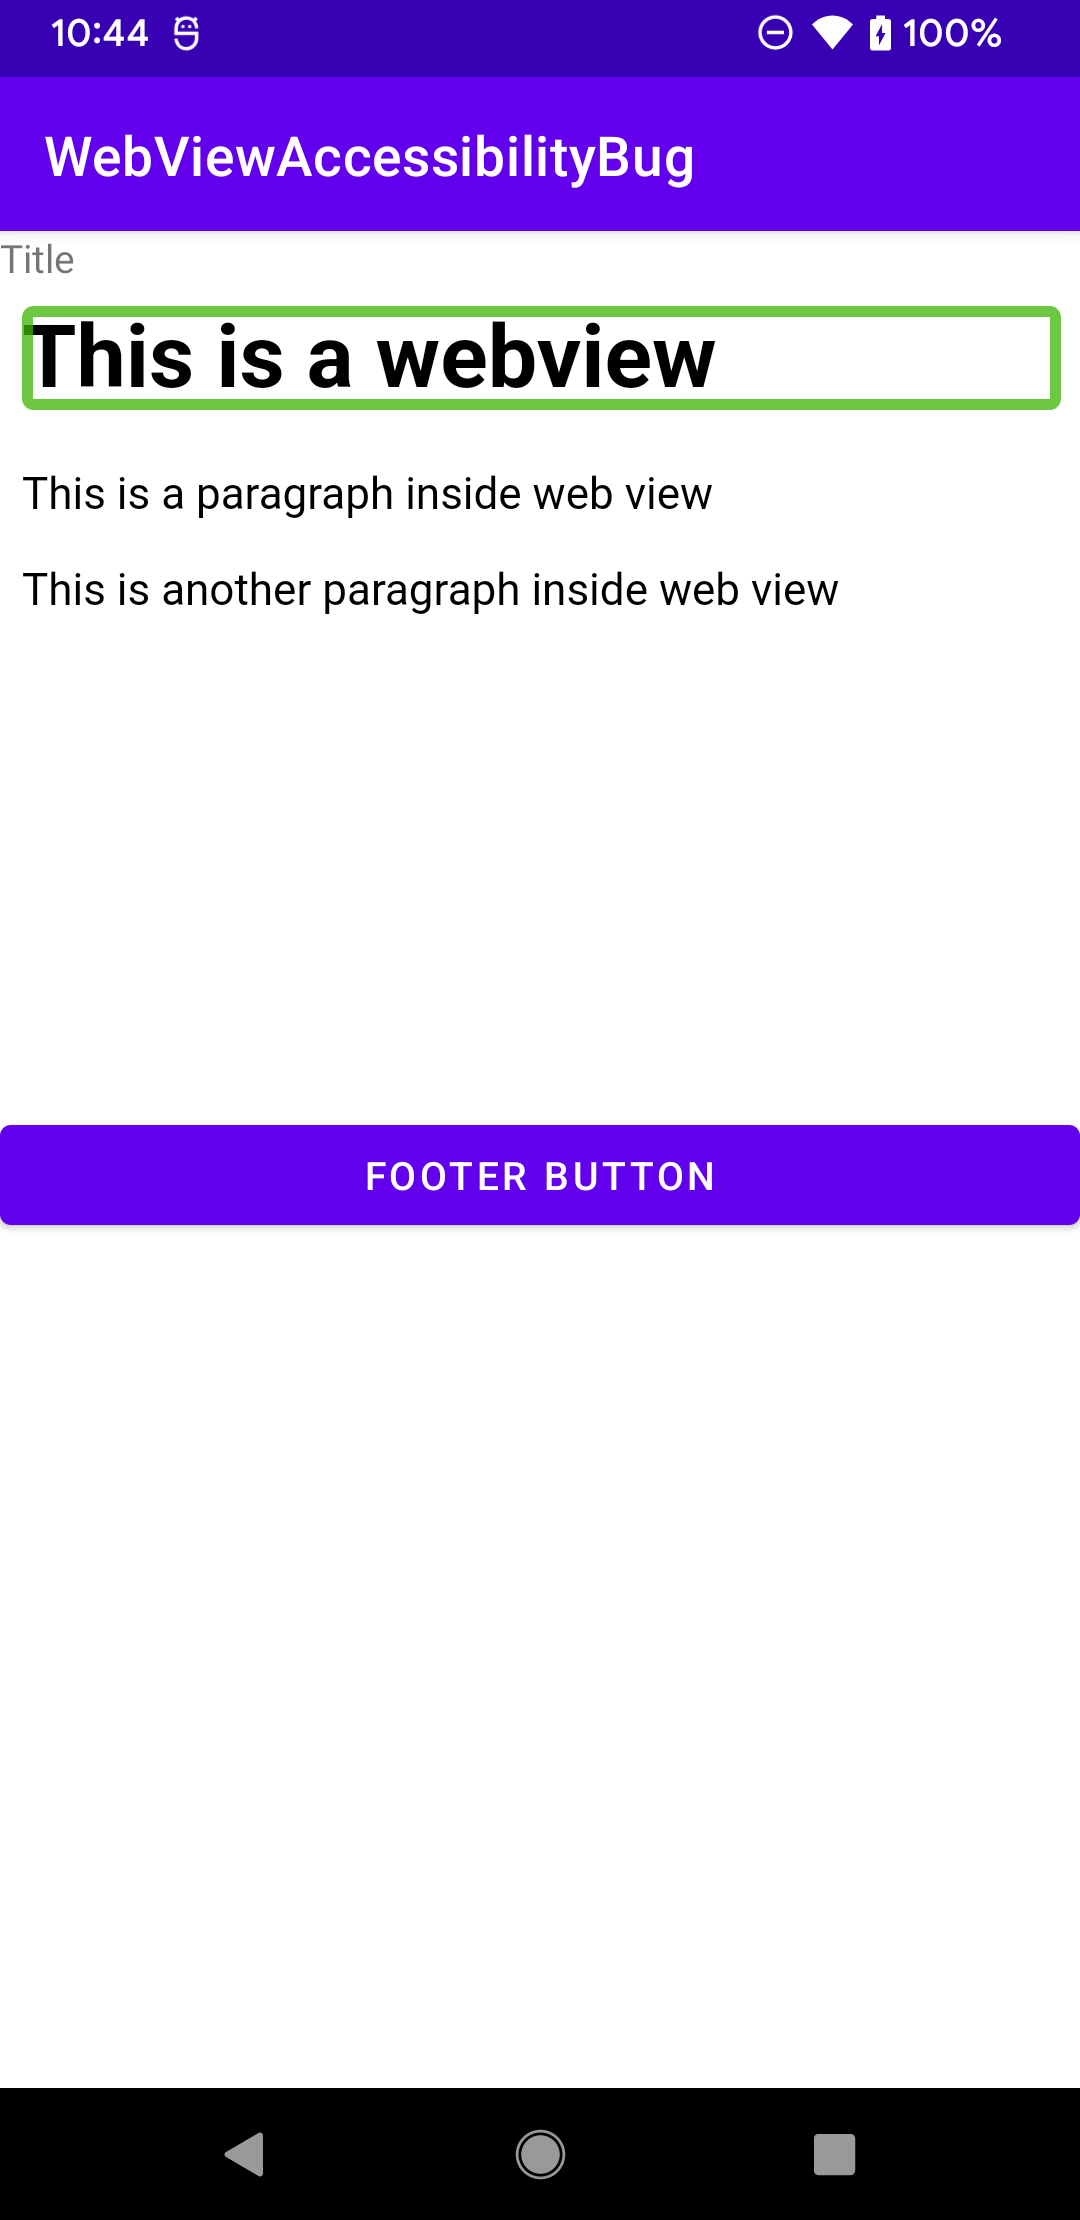 10:44 100%
WebViewAccessibilityBug
Title
This is a webview
This is a paragraph inside web view
This is another paragraph inside web view
FOOTER BUTTON